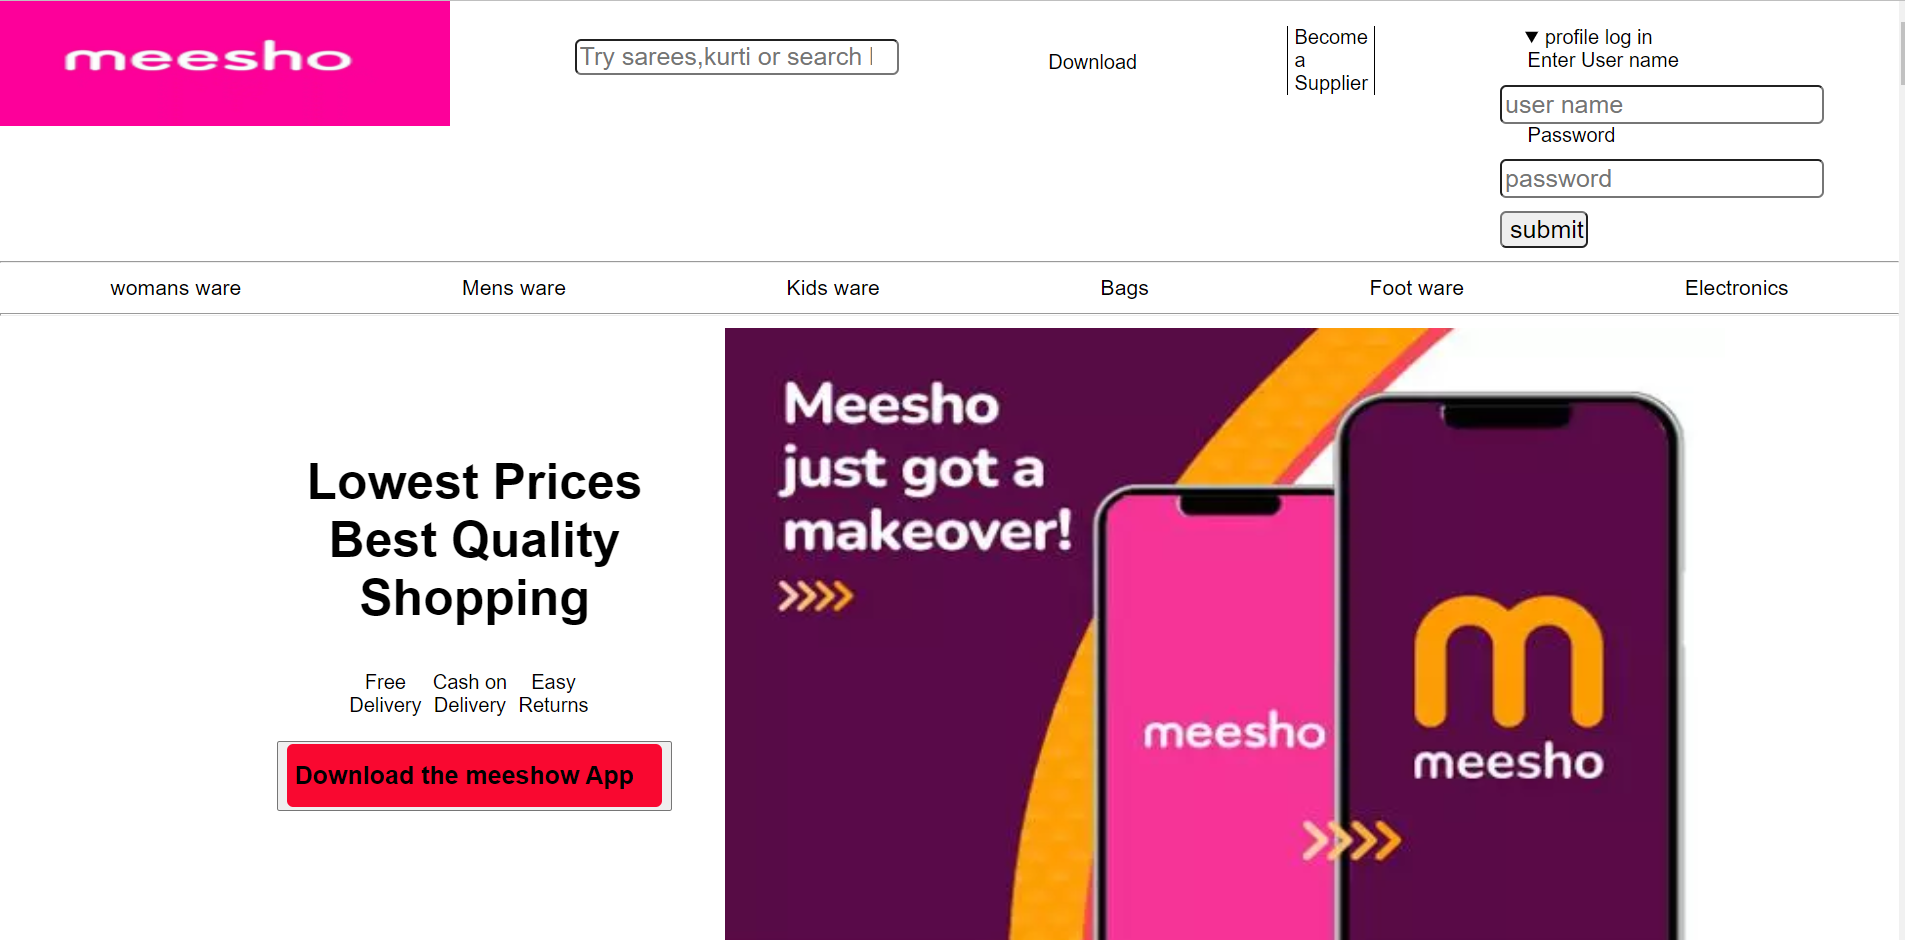 meesho
Try sarees,kurti or search
Download
Become
a
Supplier
▼ profile log in
Enter User name
user name
Password
password
submit
womans ware
Mens ware
Kids ware
Bags
Foot ware
Electronics
Lowest Prices
Best Quality
Shopping
Free
Delivery
Cash on
Delivery
Easy
Returns
Download the meeshow App
Meesho
just got a
makeover!
meesho
m
meesho